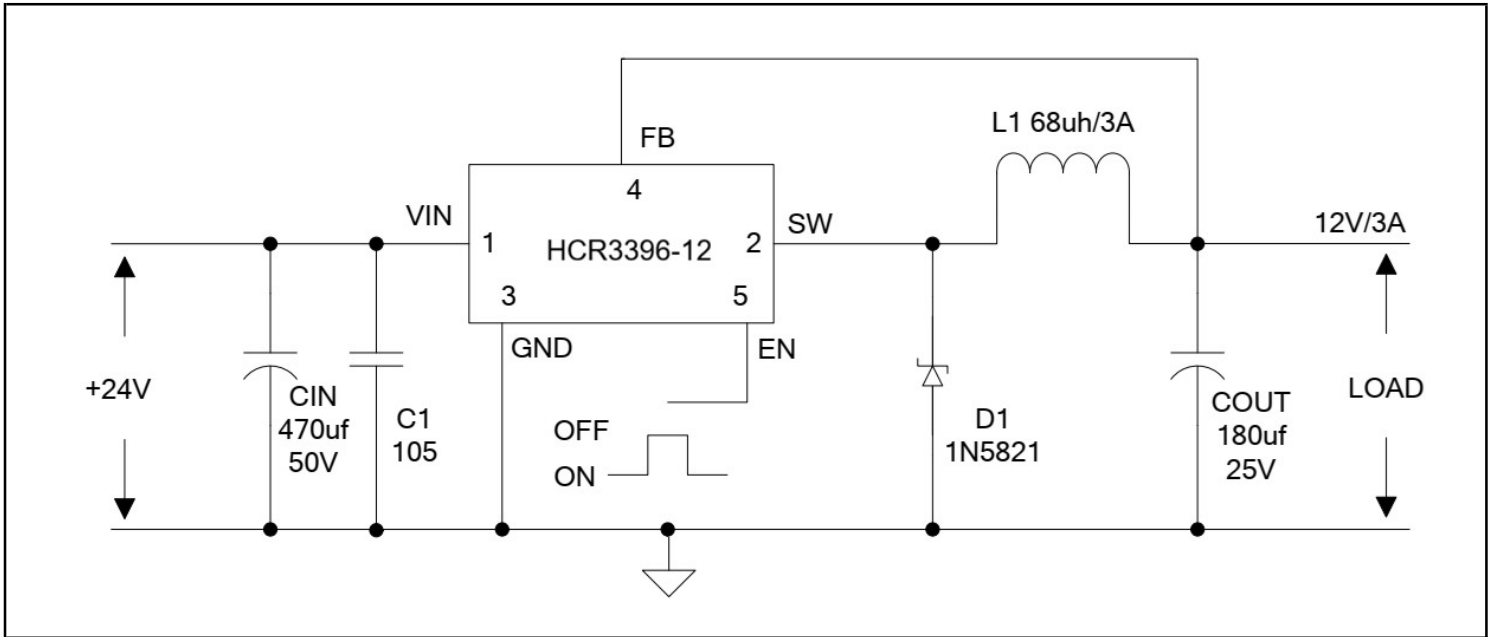 L1 68uh/3A
FB
4
VIN
1
HCR3396-12
2
SW
12V/3A
3
5
GND
EN
+24V
CIN
470uf
50V
C1
105
OFF
ON
D1
1N5821
COUT
180uf
25V
LOAD